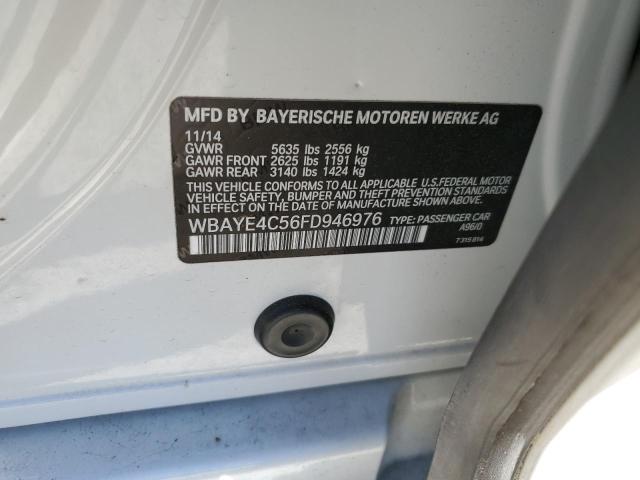 MFD BY BAYERISCHE MOTOREN WERKE AG
11/14
GVWR 5635 lbs 2556 kg
GAWR FRONT 2625 lbs 1191 kg
GAWR REAR 3140 lbs 1424 kg
THIS VEHICLE CONFORMS TO ALL APPLICABLE U.S.FEDERAL MOTOR
VEHICLE SAFETY, BUMPER AND THEFT PREVENTION STANDARDS
IN EFFECT ON THE DATE OF MANUFACTURE SHOWN ABOVE.
WBAYE4C56FD946976 TYPE: PASSENGER CAR
A96/0
7315814